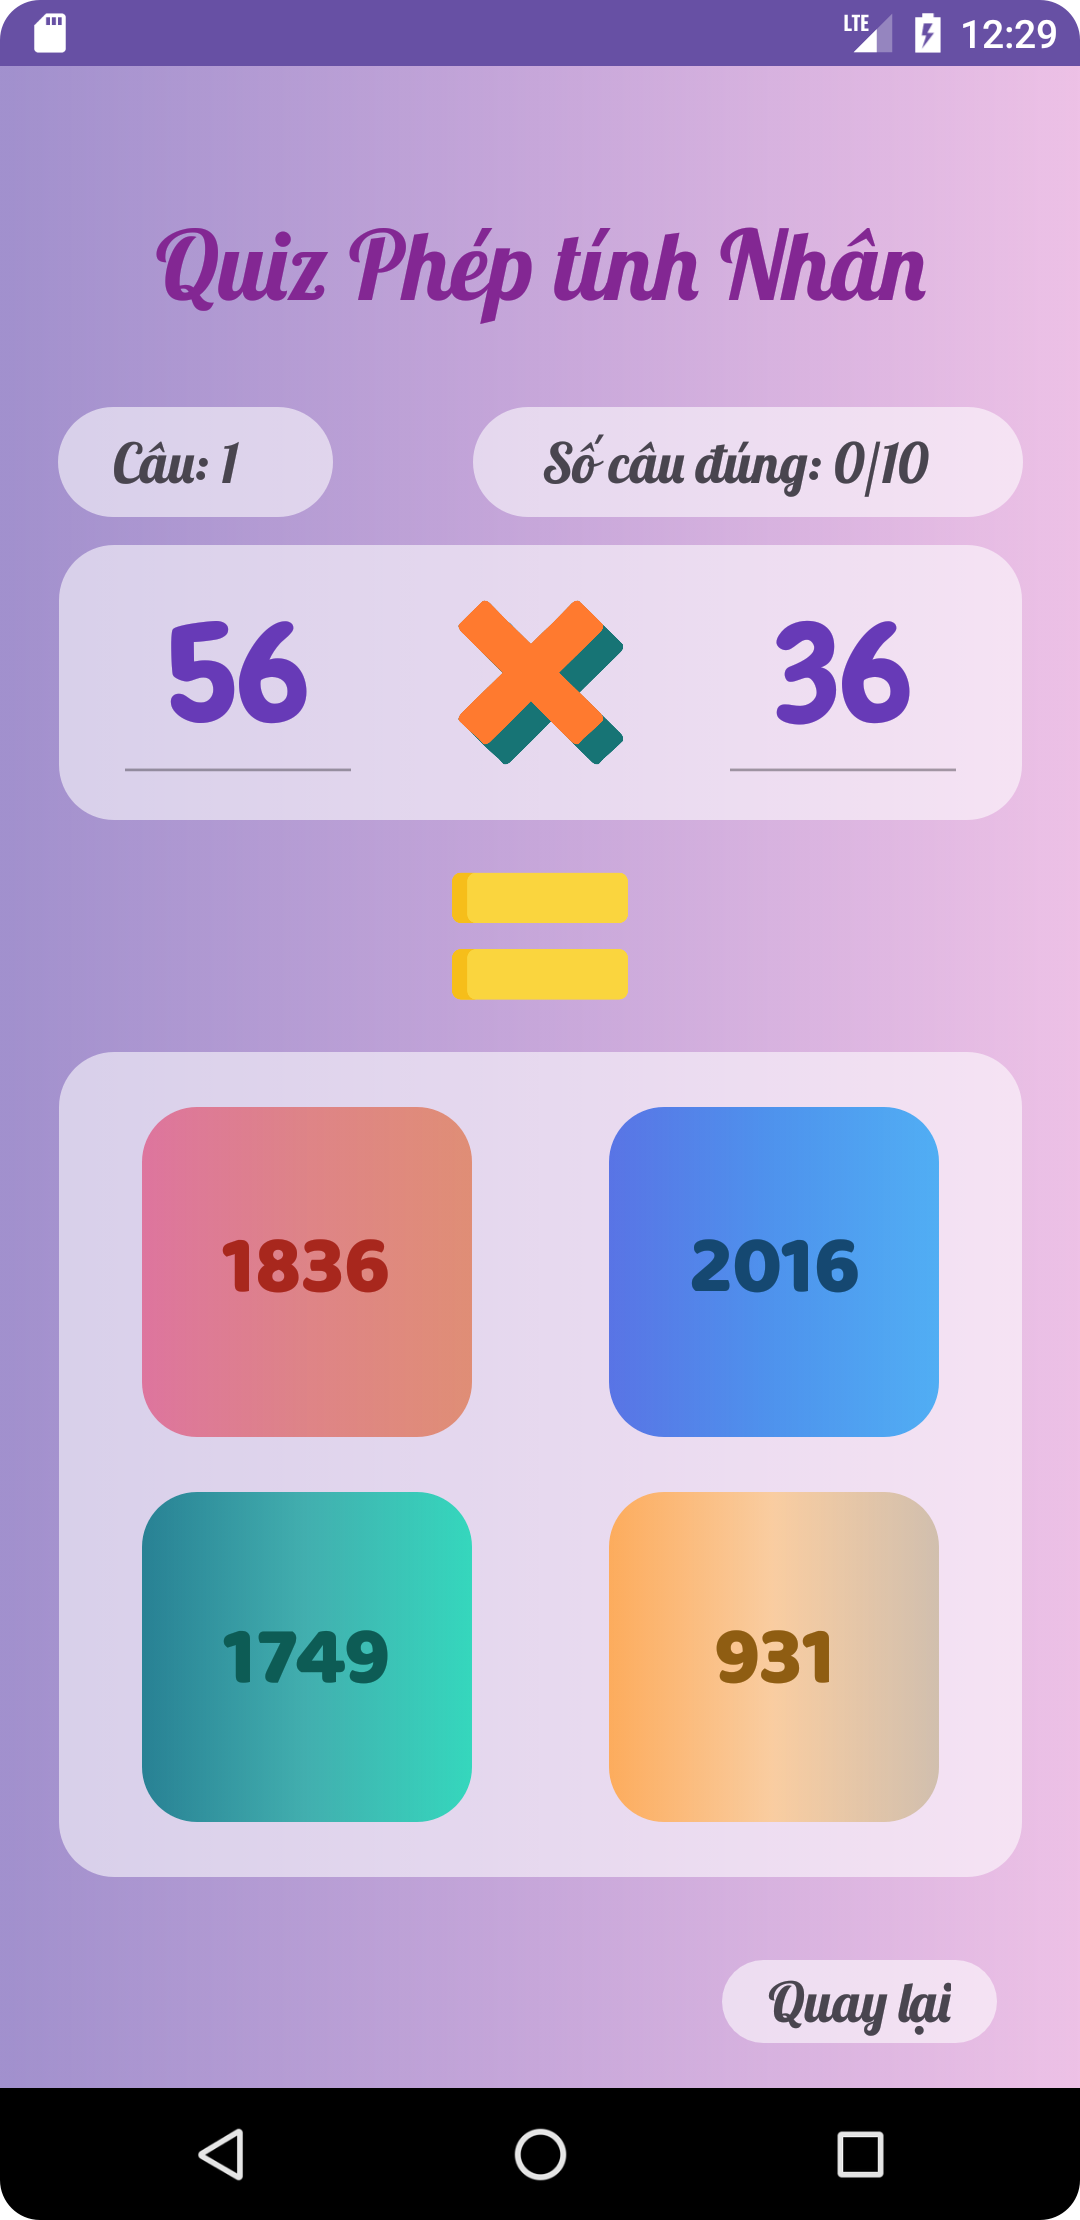 LTE 12:29
Quiz Phép tính Nhân
Câu: 1 Số câu đúng: 0/10
56 36
1836 2016
1749 931
Quay lại